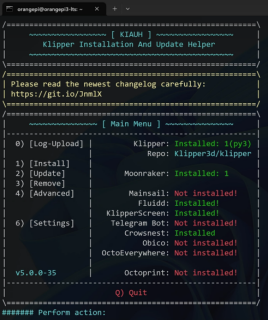 orangepi@orangepi3-lts: ~
[ KIAUH ]
Klipper Installation And Update Helper
Please read the newest changelog carefully:
https://git.io/JnmlX
[ Main Menu ]
0) [Log-Upload] | Klipper: Installed: 1(py3)
| Repo: Klipper3d/klipper
1) [Install] |
2) [Update] | Moonraker: Installed: 1
3) [Remove] |
4) [Advanced] | Mainsail: Not installed!
| Fluidd: Installed!
| KlipperScreen: Installed!
6) [Settings] | Telegram Bot: Not installed!
| Crowsnest: Installed
| Obico: Not installed!
| OctoEverywhere: Not installed!
v5.0.0-35 | Octoprint: Not installed!
Q) Quit
####### Perform action: